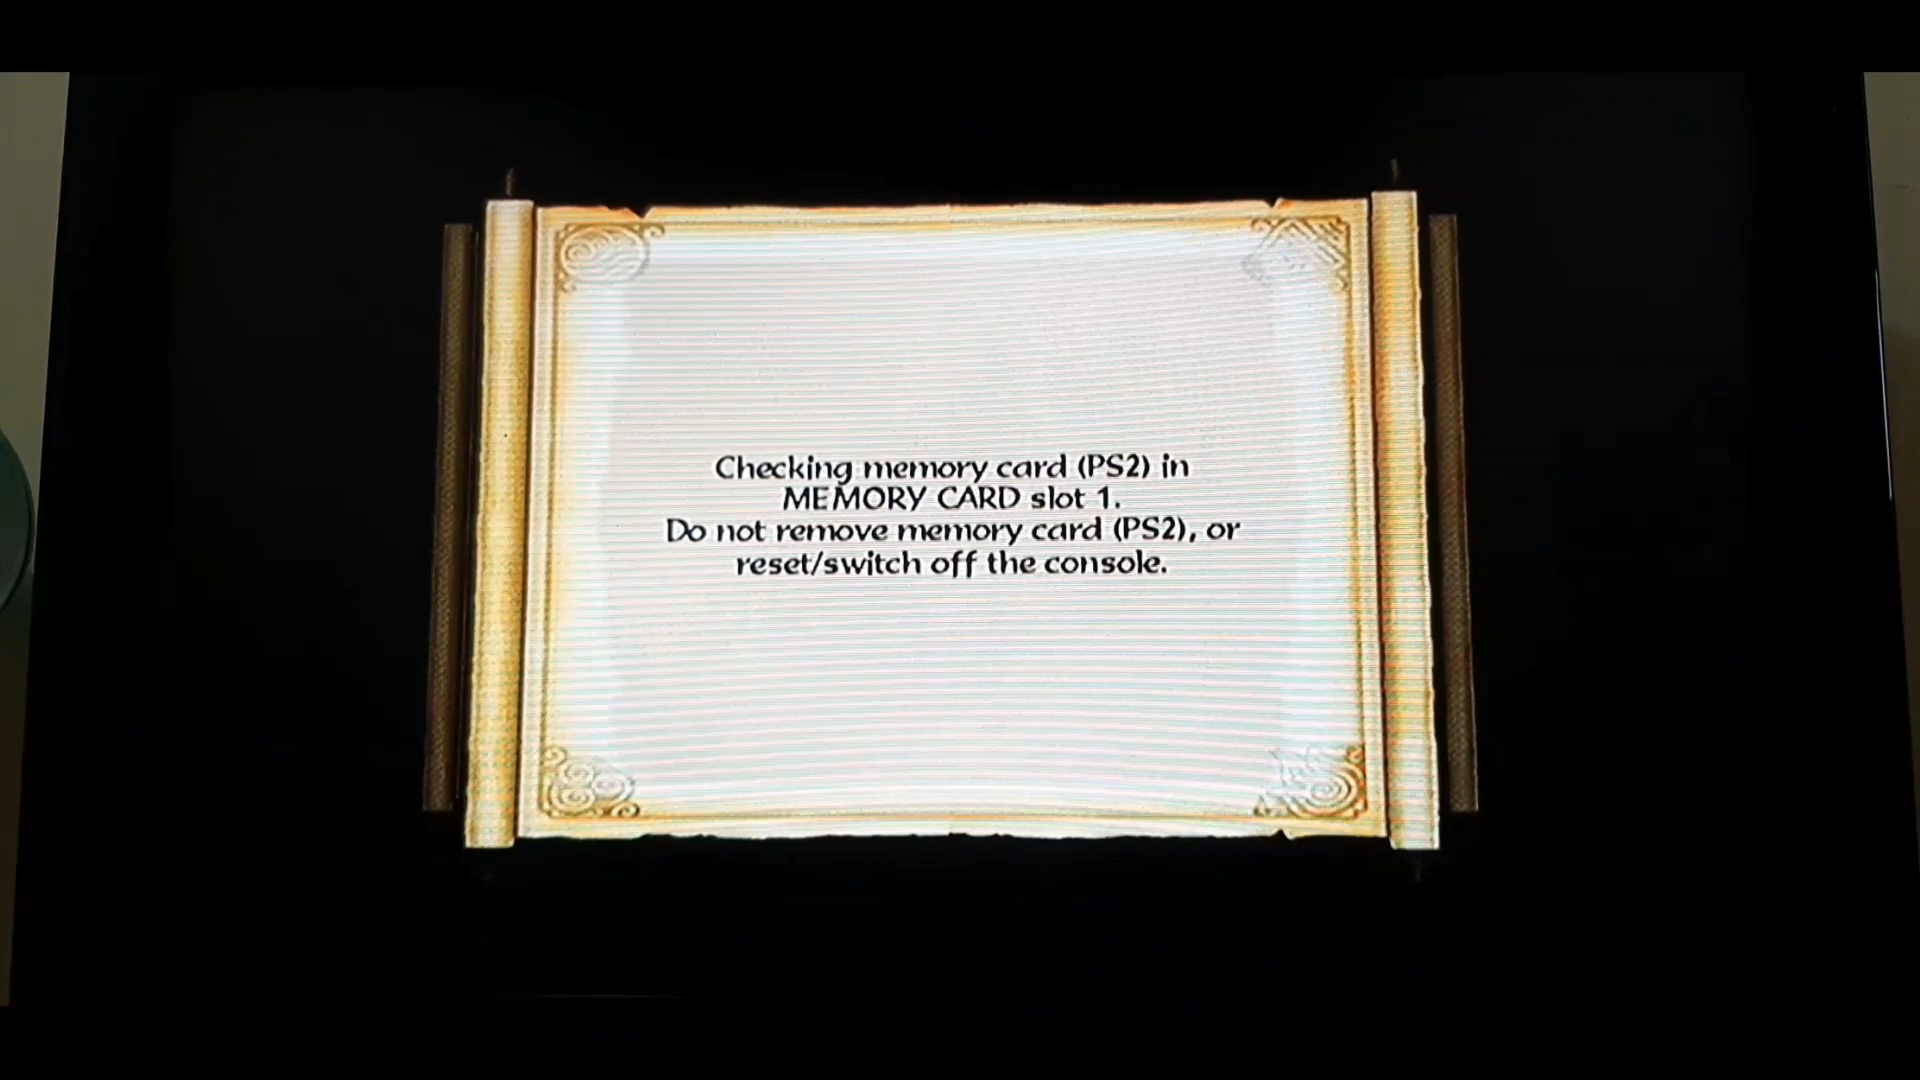 Checking memory card (PS2) in
MEMORY CARD slot 1.
Do not remove memory card (PS2), or
reset/switch off the console.